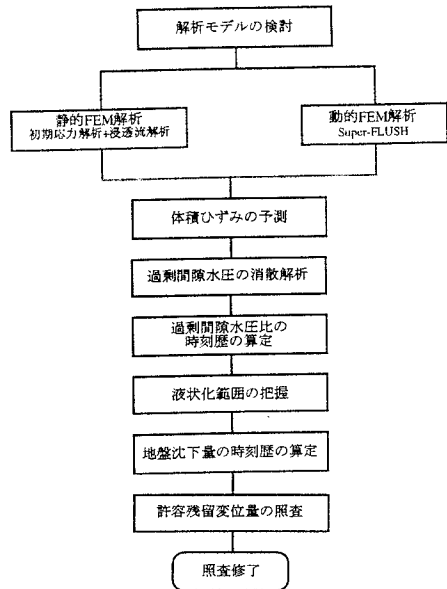 解析モデルの検討
静的FEM解析
初期応力解析+浸透流解析
動的FEM解析
Super-FLUSH
体積ひずみの予測
過剰間隙水圧の消散解析
過剰間隙水圧比の
時刻歴の算定
液状化範囲の把握
地盤沈下量の時刻歴の算定
許容残留変位量の照査
照査修了